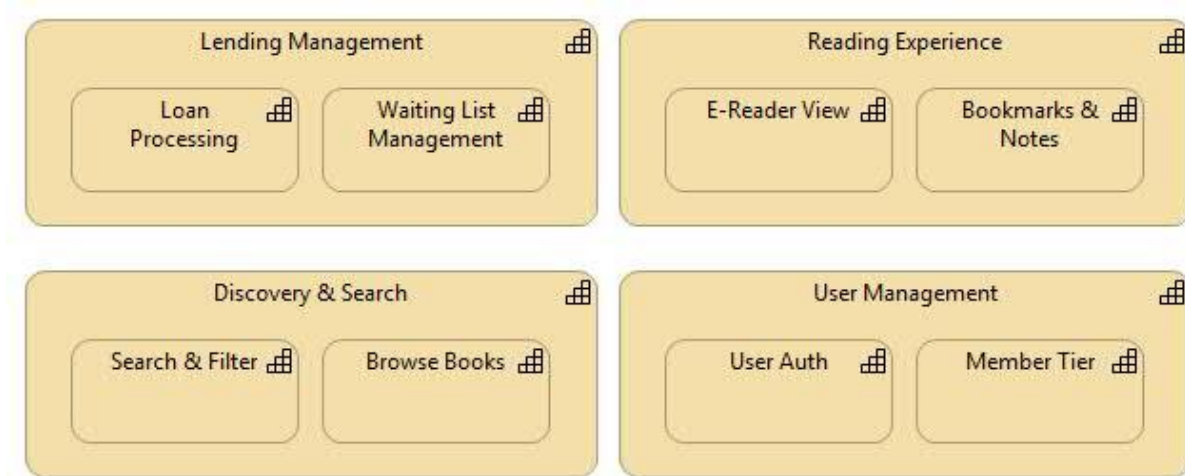 Lending Management
Loan
Processing
Waiting List
Management
Reading Experience
E-Reader View
Bookmarks &
Notes
Discovery & Search
Search & Filter
Browse Books
User Management
User Auth
Member Tier